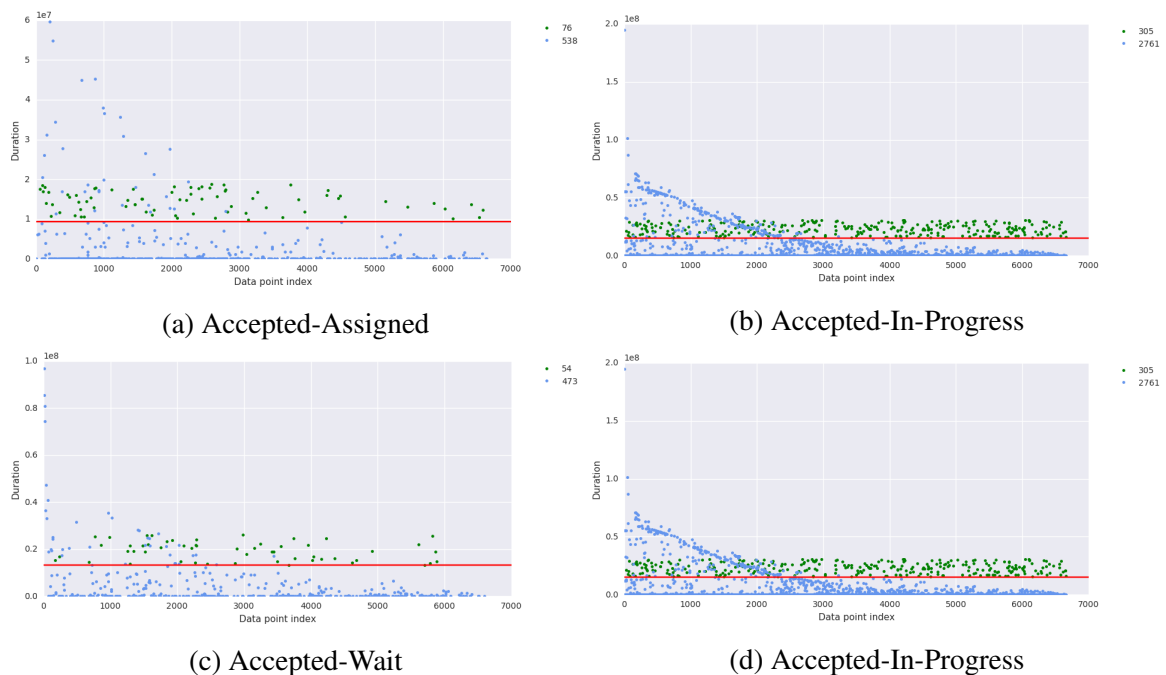 1e7
76
538
6
5
4
3
2
1
0
Duration
0 1000 2000 3000 4000 5000 6000 7000
Data point index
(a) Accepted-Assigned
1e8
305
2761
2.0
1.5
1.0
0.5
0.0
Duration
0 1000 2000 3000 4000 5000 6000 7000
Data point index
(b) Accepted-In-Progress
1e8
54
473
1.0
0.8
0.6
0.4
0.2
0.0
Duration
0 1000 2000 3000 4000 5000 6000 7000
Data point index
(c) Accepted-Wait
1e8
305
2761
2.0
1.5
1.0
0.5
0.0
Duration
0 1000 2000 3000 4000 5000 6000 7000
Data point index
(d) Accepted-In-Progress